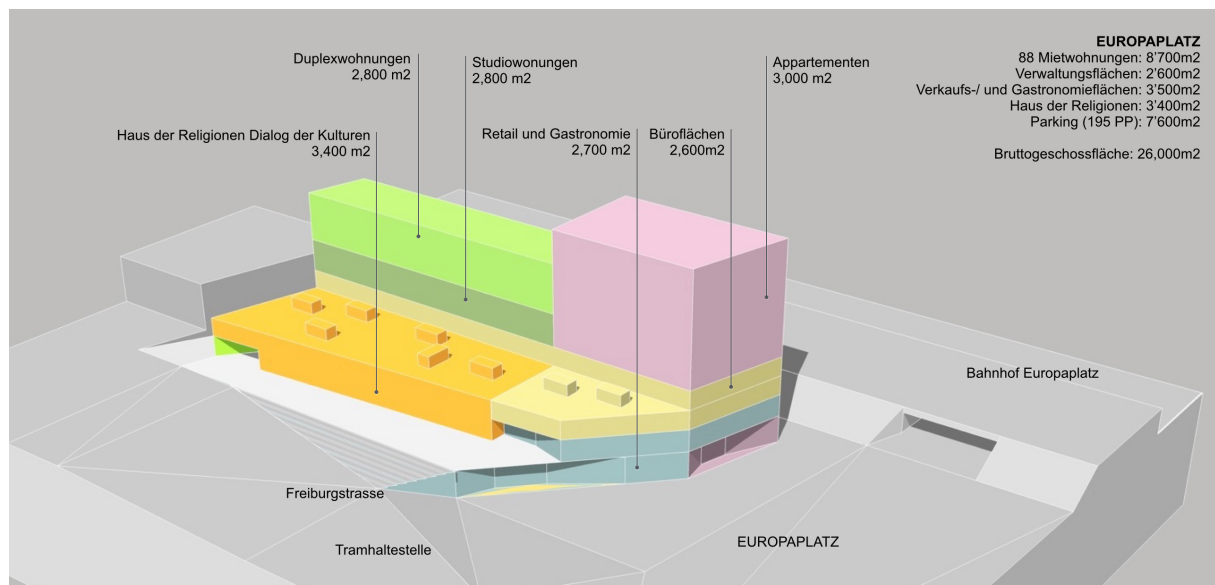 EUROPAPLATZ
88 Mietwohnungen: 8'700m2
Verwaltungsflächen: 2'600m2
Verkaufs-/ und Gastronomieflächen: 3'500m2
Haus der Religionen: 3'400m2
Parking (195 PP): 7'600m2
Bruttogeschossfläche: 26,000m2
Duplexwohnungen
2,800 m2
Studiowonungen
2,800 m2
Appartementen
3,000 m2
Haus der Religionen Dialog der Kulturen
3,400 m2
Retail und Gastronomie
2,700 m2
Büroflächen
2,600m2
Bahnhof Europaplatz
Freiburgstrasse
Tramhaltestelle
EUROPAPLATZ